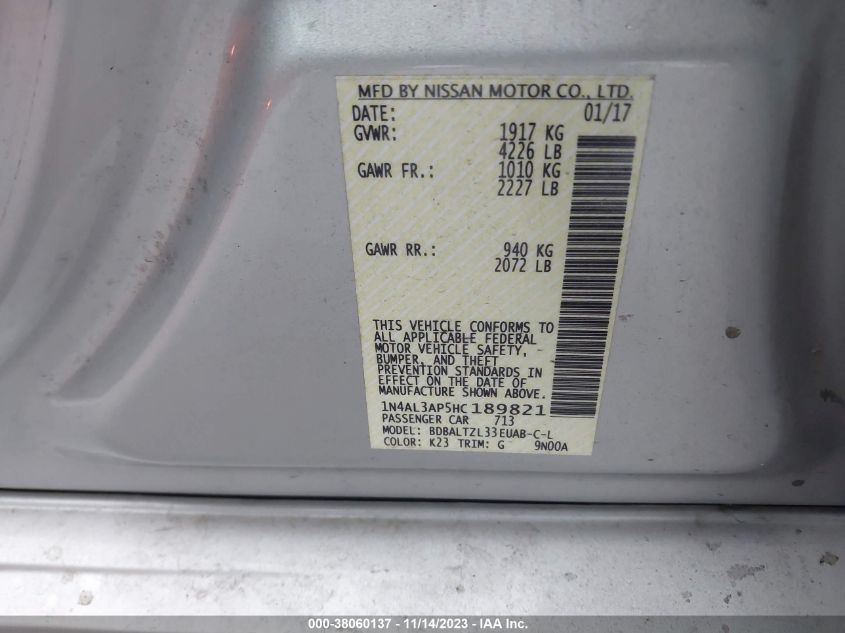 MFD BY NISSAN MOTOR CO., LTD.
DATE: 01/17
GVWR: 1917 KG
4226 LB
GAWR FR.: 1010 KG
2227 LB
GAWR RR.: 940 KG
2072 LB
THIS VEHICLE CONFORMS TO
ALL APPLICABLE FEDERAL
MOTOR VEHICLE SAFETY,
BUMPER, AND THEFT
PREVENTION STANDARDS IN
EFFECT ON THE DATE OF
MANUFACTURE SHOWN ABOVE.
1N4AL3AP5HC189821
PASSENGER CAR 713
MODEL: BDBALTZL33EUAB-C-L
COLOR: K23 TRIM: G 9N00A
000-38060137 - 11/14/2023 - IAA Inc.